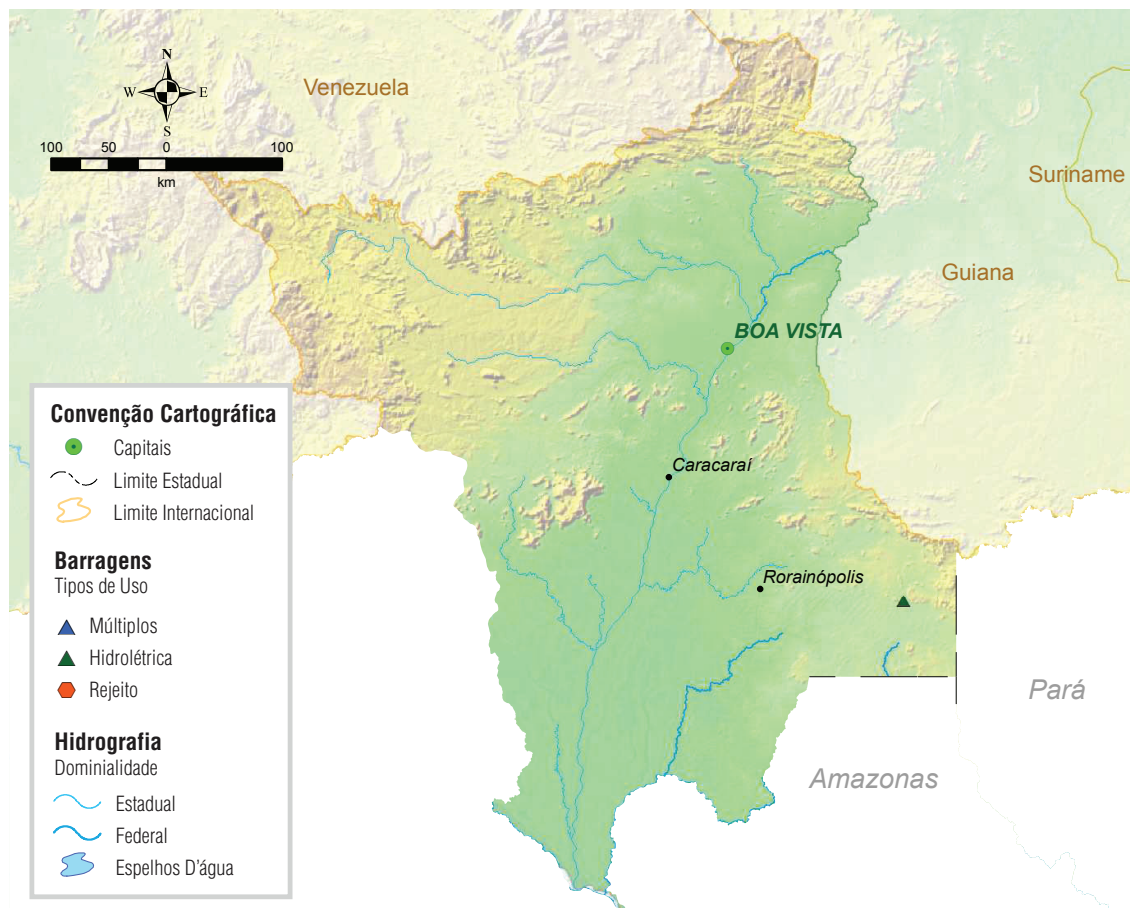 N
W E
S
100 50 0 100
km
Venezuela
Suriname
Guiana
BOA VISTA
Caracaraí
Rorainópolis
Pará
Amazonas
Convenção Cartográfica
Capitais
Limite Estadual
Limite Internacional
Barragens
Tipos de Uso
Múltiplos
Hidrolétrica
Rejeito
Hidrografia
Dominialidade
Estadual
Federal
Espelhos D'água